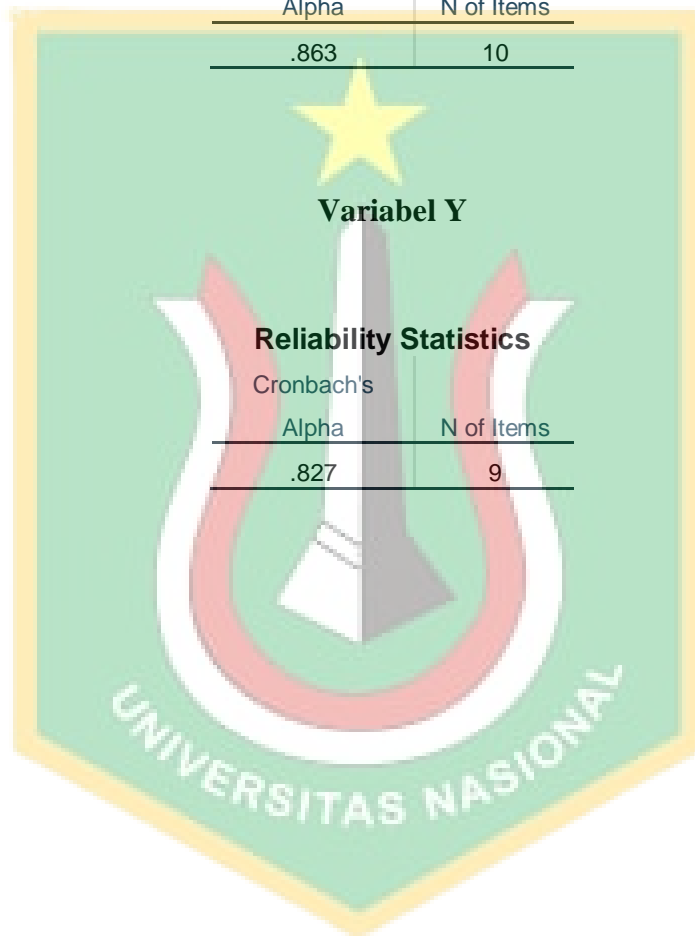 Alpha N of Items
.863 10
Variabel Y
Reliability Statistics
Cronbach's
Alpha N of Items
.827 9
UNIVERSITAS NASIONAL